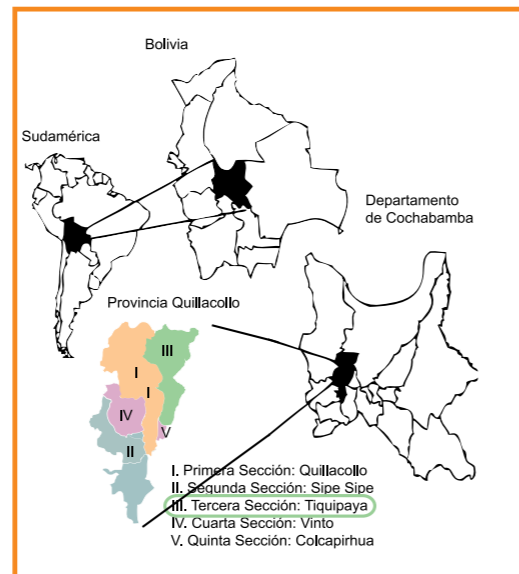 Bolivia
Sudamérica
Departamento
de Cochabamba
Provincia Quillacollo
III
I
I
IV
V
II
I. Primera Sección: Quillacollo
II. Segunda Sección: Sipe Sipe
III. Tercera Sección: Tiquipaya
IV. Cuarta Sección: Vinto
V. Quinta Sección: Colcapirhua